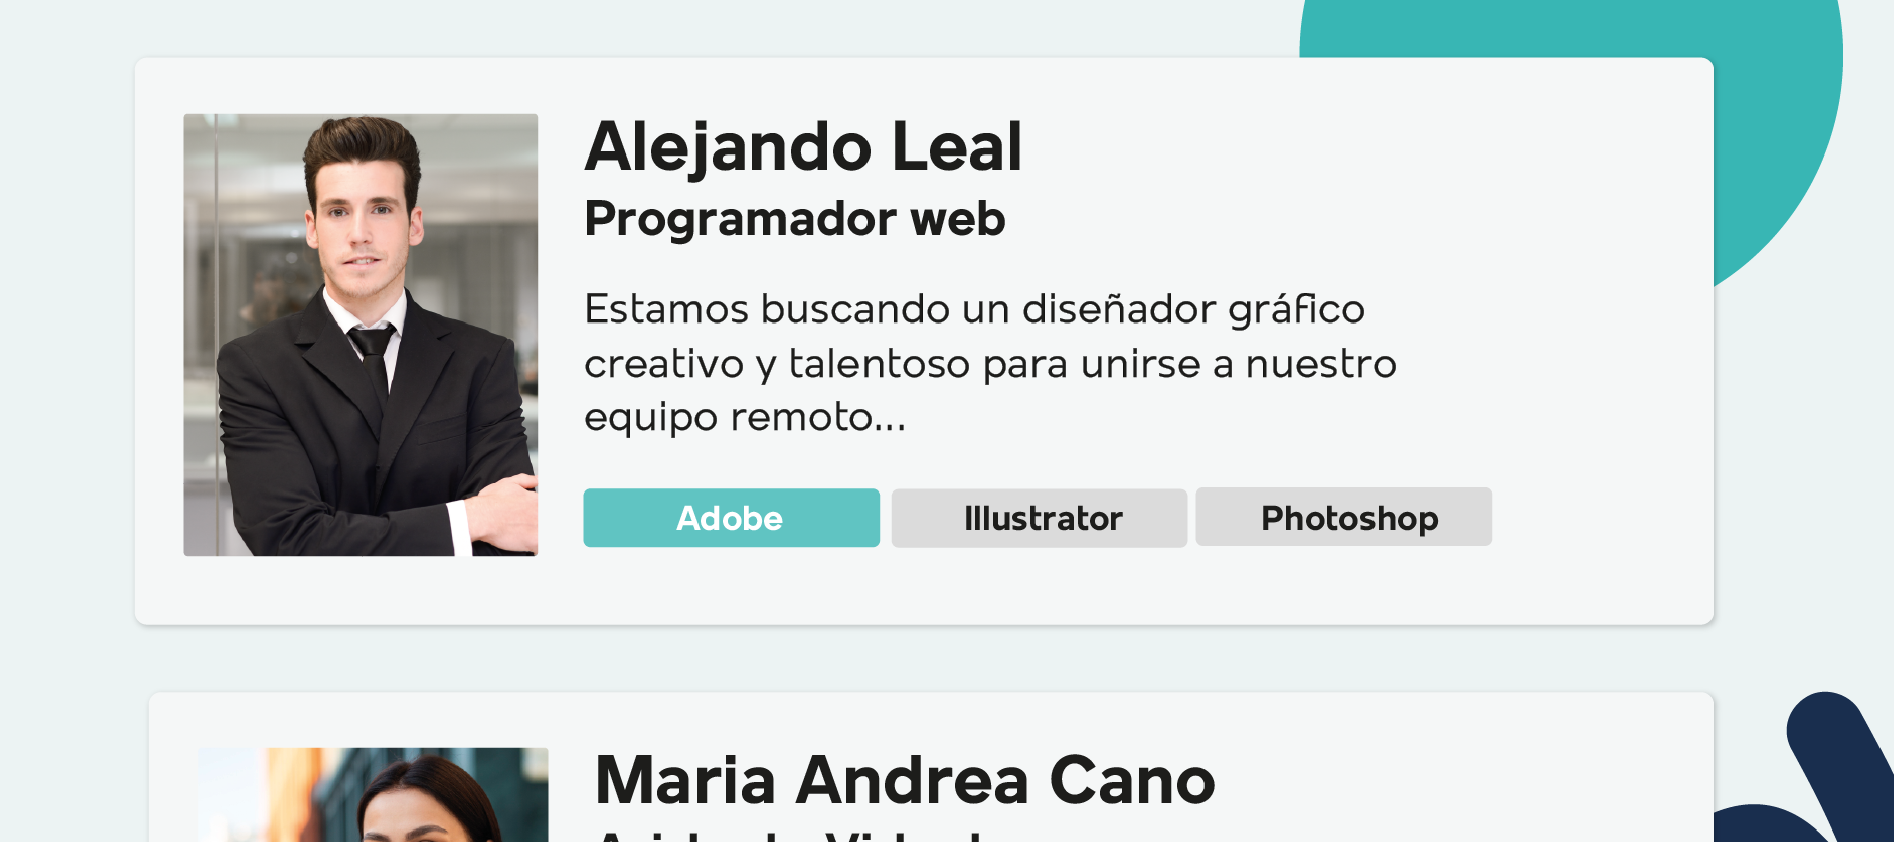 Alejando Leal
Programador web
Estamos buscando un diseñador gráfico
creativo y talentoso para unirse a nuestro
equipo remoto...
Adobe
Illustrator
Photoshop
Maria Andrea Cano